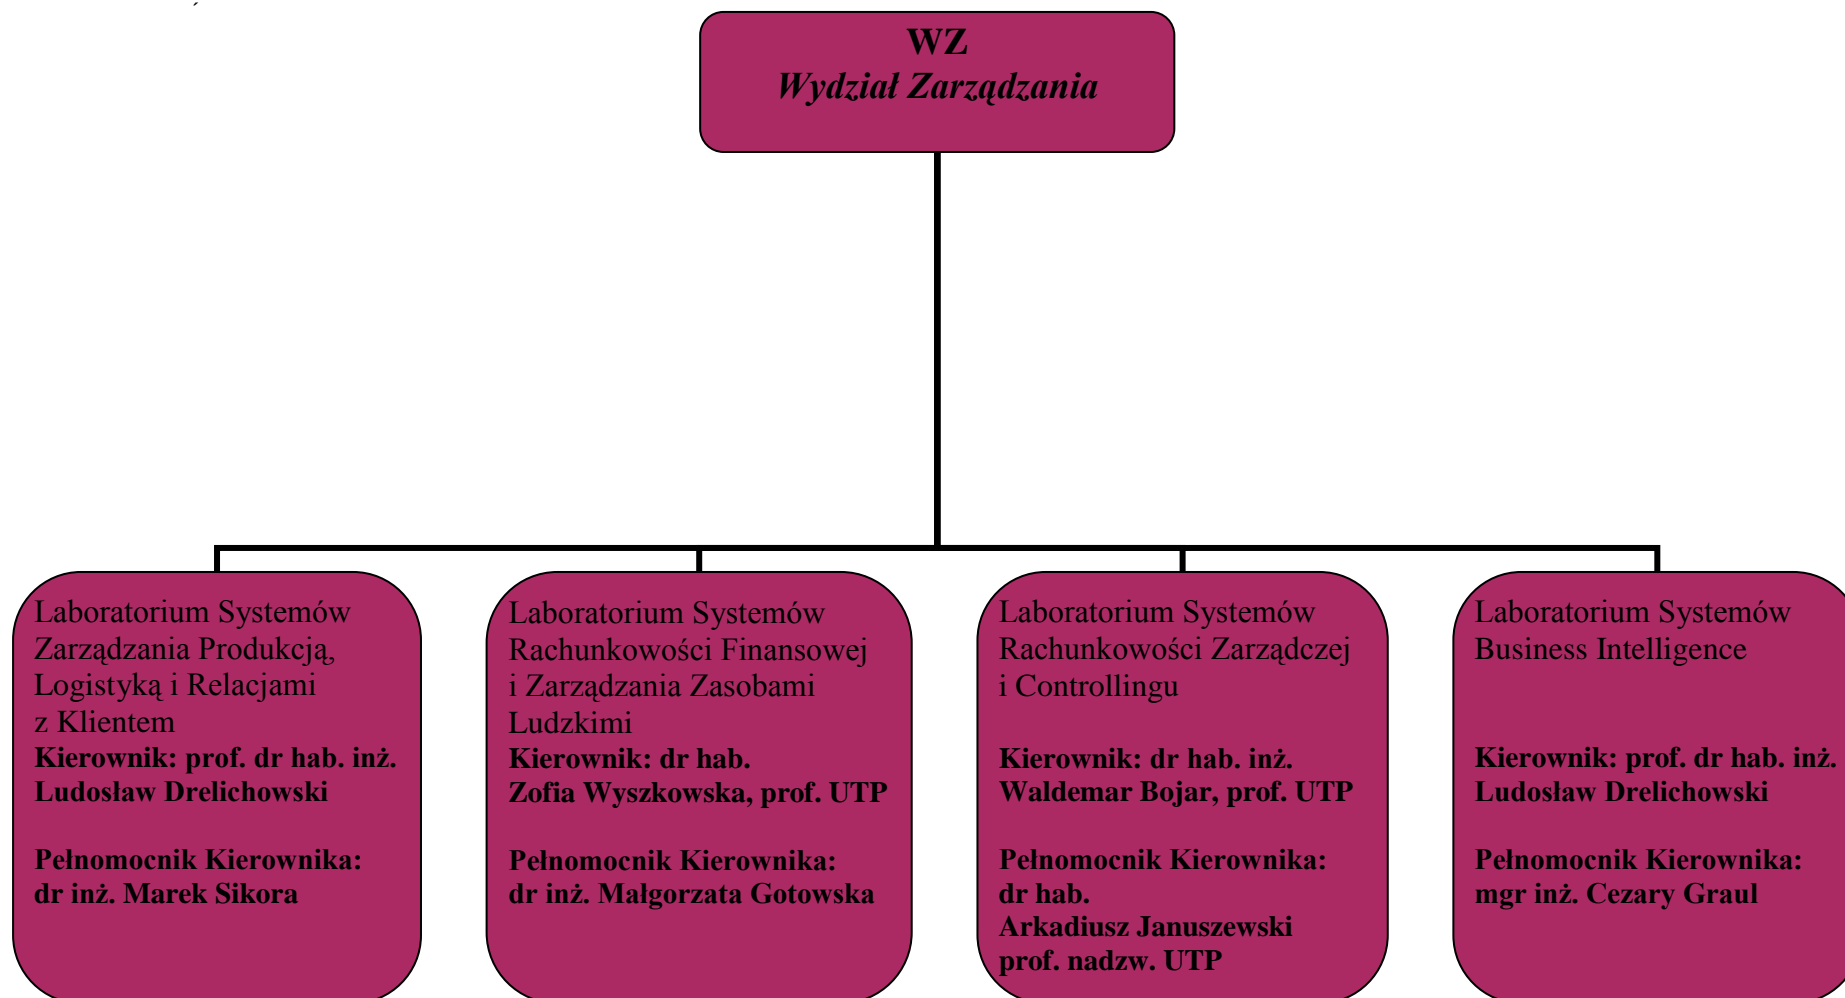 WZ
Wydział Zarządzania
Laboratorium Systemów
Zarządzania Produkcją,
Logistyką i Relacjami
z Klientem
Kierownik: prof. dr hab. inż.
Ludosław Drelichowski
Pełnomocnik Kierownika:
dr inż. Marek Sikora
Laboratorium Systemów
Rachunkowości Finansowej
i Zarządzania Zasobami
Ludzkimi
Kierownik: dr hab.
Zofia Wyszkowska, prof. UTP
Pełnomocnik Kierownika:
dr inż. Małgorzata Gotowska
Laboratorium Systemów
Rachunkowości Zarządczej
i Controllingu
Kierownik: dr hab. inż.
Waldemar Bojar, prof. UTP
Pełnomocnik Kierownika:
dr hab.
Arkadiusz Januszewski
prof. nadzw. UTP
Laboratorium Systemów
Business Intelligence
Kierownik: prof. dr hab. inż.
Ludosław Drelichowski
Pełnomocnik Kierownika:
mgr inż. Cezary Graul